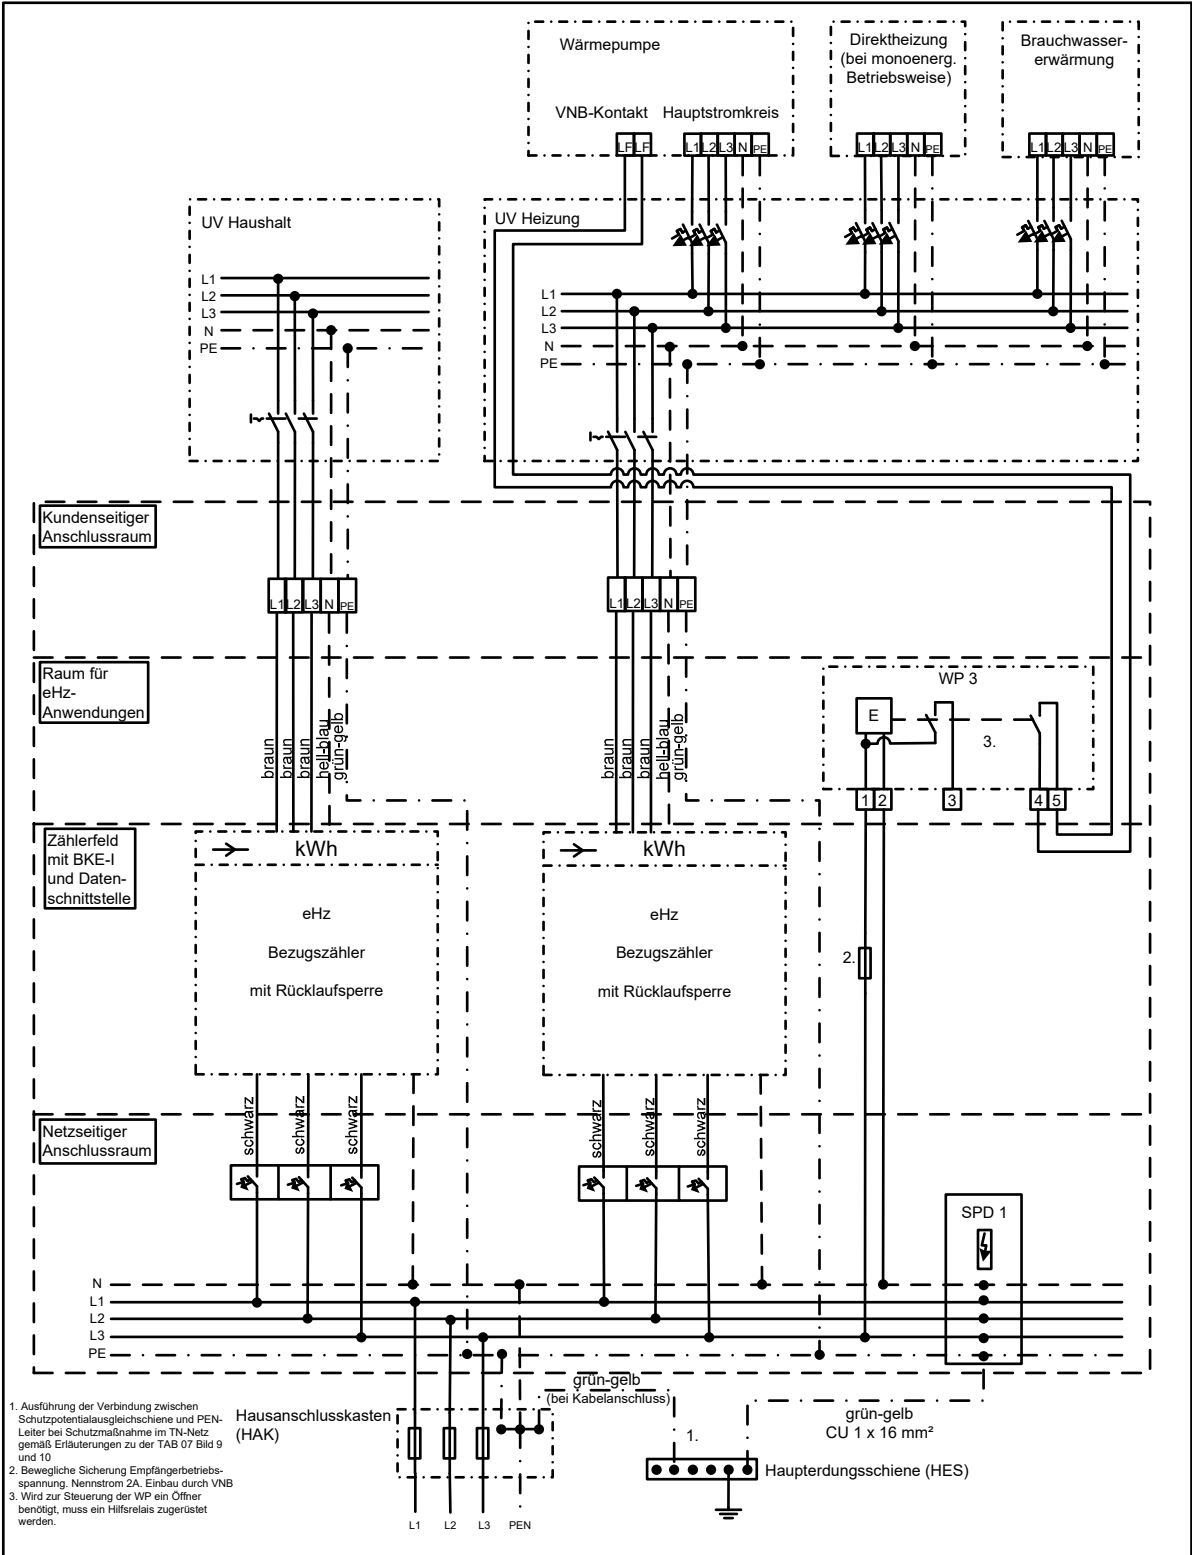 Wärmepumpe
Direktheizung
(bei monoenerg.
Betriebsweise)
Brauchwasser-
erwärmung
VNB-Kontakt
Hauptstromkreis
LF LF
L1 L2 L3 N PE
L1 L2 L3 N PE
L1 L2 L3 N PE
UV Haushalt
UV Heizung
L1
L2
L3
N
PE
L1
L2
L3
N
PE
Kundenseitiger
Anschlussraum
L1 L2 L3 N PE
L1 L2 L3 N PE
Raum für
eHz-
Anwendungen
braun
braun
braun
hell-blau
grün-gelb
braun
braun
braun
hell-blau
grün-gelb
WP 3
E
3.
1 2 3 4 5
Zählerfeld
mit BKE-I
und Daten-
schnittstelle
kWh
eHz
Bezugszähler
mit Rücklaufsperre
kWh
eHz
Bezugszähler
mit Rücklaufsperre
2.
Netzseitiger
Anschlussraum
schwarz
schwarz
schwarz
schwarz
schwarz
schwarz
SPD 1
N
L1
L2
L3
PE
grün-gelb
(bei Kabelanschluss)
1. Ausführung der Verbindung zwischen
Schutzpotentialausgleichschiene und PEN-
Leiter bei Schutzmaßnahme im TN-Netz
gemäß Erläuterungen zu der TAB 07 Bild 9
und 10
2. Bewegliche Sicherung Empfängerbetriebs-
spannung. Nennstrom 2A. Einbau durch VNB
3. Wird zur Steuerung der WP ein Öffner
benötigt, muss ein Hilfsrelais zugerüstet
werden.
Hausanschlusskasten
(HAK)
1.
grün-gelb
CU 1 x 16 mm²
Haupterdungsschiene (HES)
L1 L2 L3 PEN